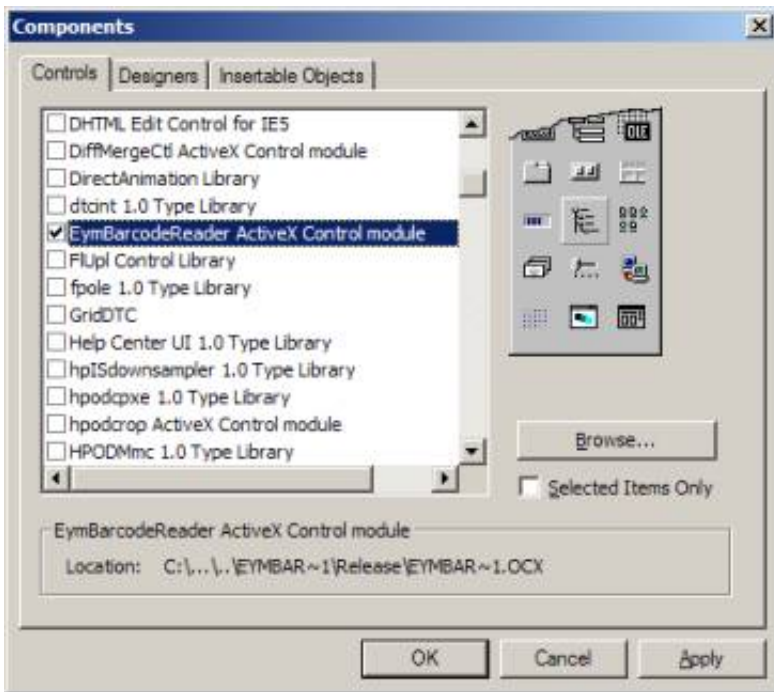 Components
Controls
Designers
Insertable Objects
DHTML Edit Control for IE5
DiffMergeCtl ActiveX Control module
DirectAnimation Library
dtcint 1.0 Type Library
EymBarcodeReader ActiveX Control module
FlUpl Control Library
fpole 1.0 Type Library
GridDTC
Help Center UI 1.0 Type Library
hpISdownsampler 1.0 Type Library
hpodcpxe 1.0 Type Library
hpodcrop ActiveX Control module
HPODMmc 1.0 Type Library
OLE
Browse...
Selected Items Only
EymBarcodeReader ActiveX Control module
Location: C:\...\..\EYMBAR~1\Release\EYMBAR~1.OCX
OK
Cancel
Apply